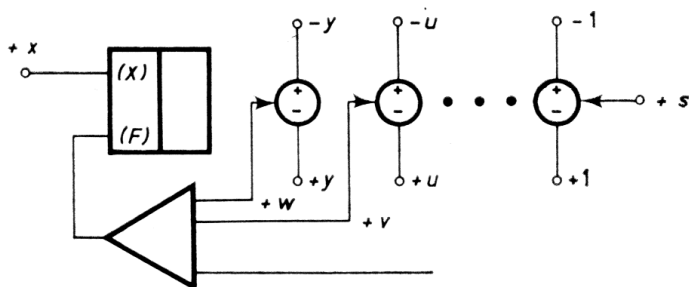 -y
-u
-1
+ x
(X)
+
-
+
-
+
-
+ s
(F)
+y
+u
+1
+ w
+ v